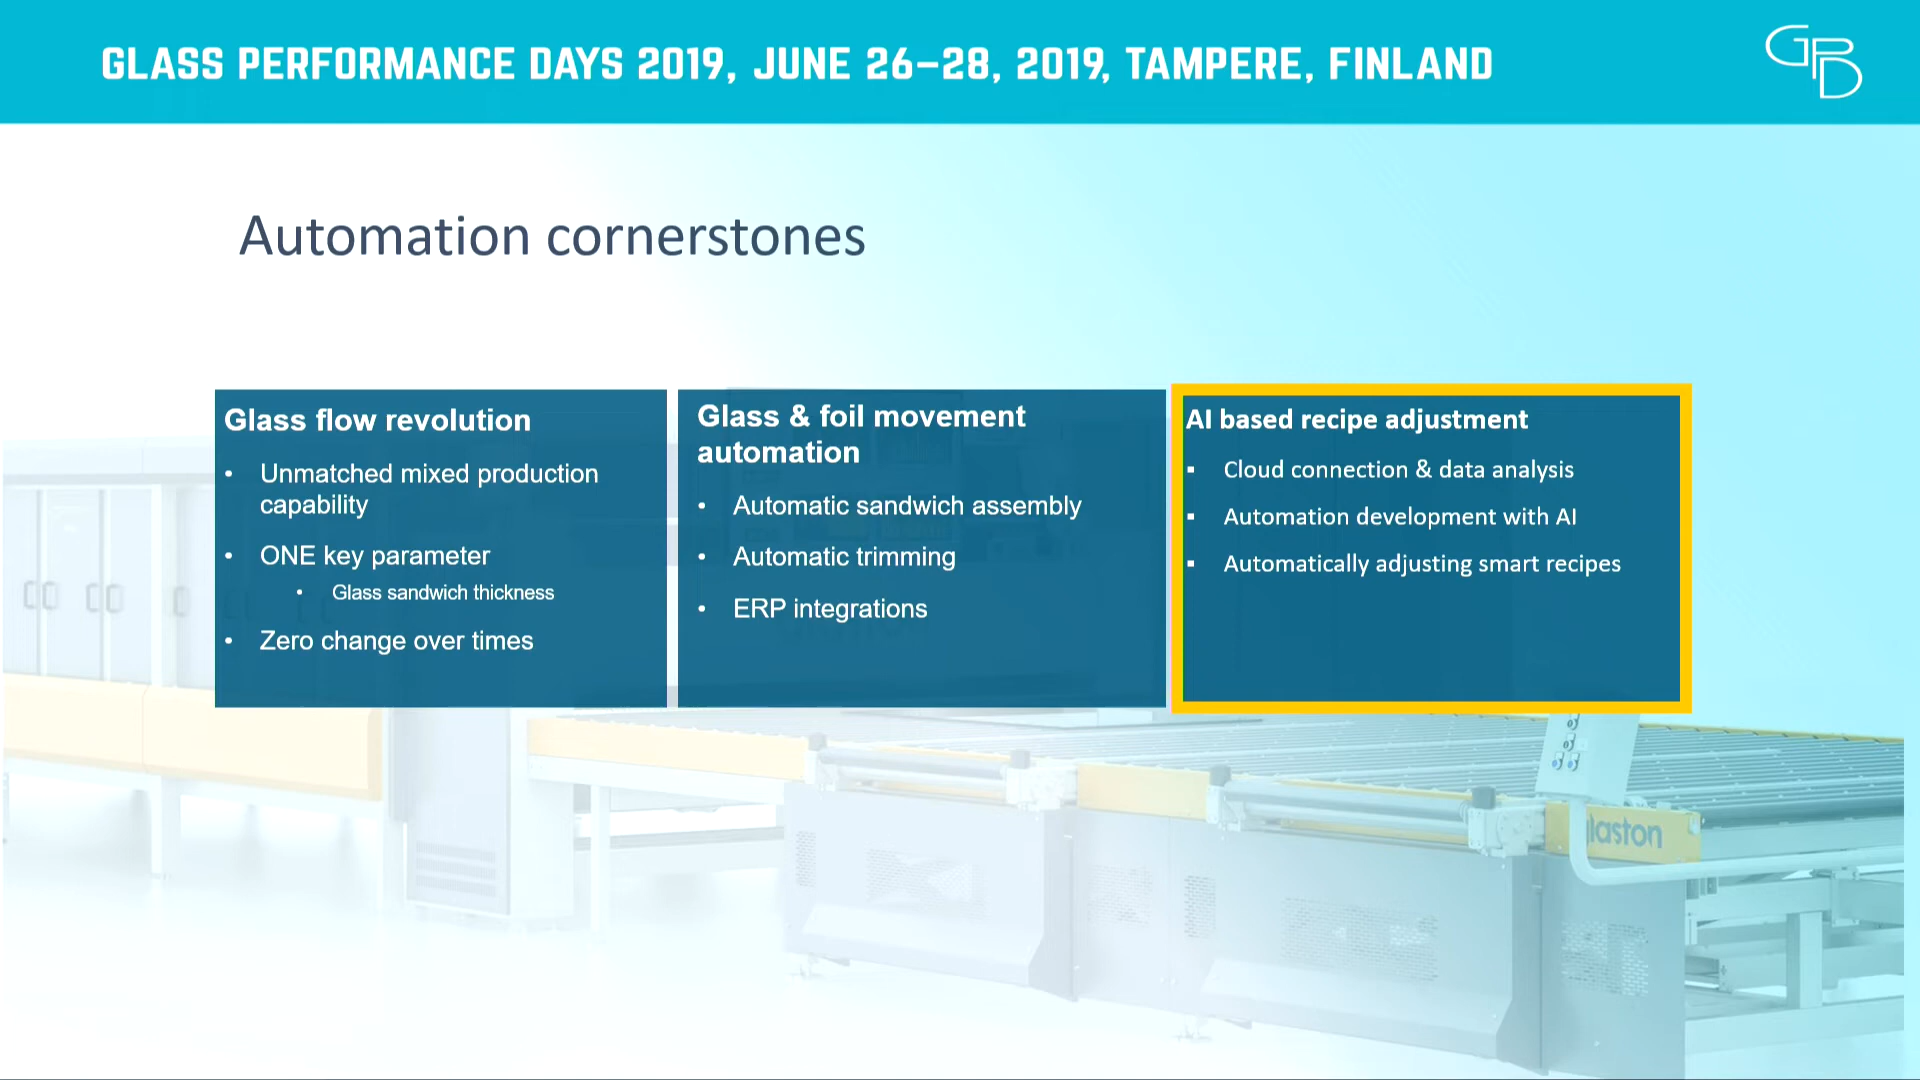 GLASS PERFORMANCE DAYS 2019, JUNE 26–28, 2019, TAMPERE, FINLAND
GPD
Automation cornerstones
Glass flow revolution
• Unmatched mixed production
capability
• ONE key parameter
• Glass sandwich thickness
• Zero change over times
Glass & foil movement
automation
• Automatic sandwich assembly
• Automatic trimming
• ERP integrations
AI based recipe adjustment
▪ Cloud connection & data analysis
▪ Automation development with AI
▪ Automatically adjusting smart recipes
laston